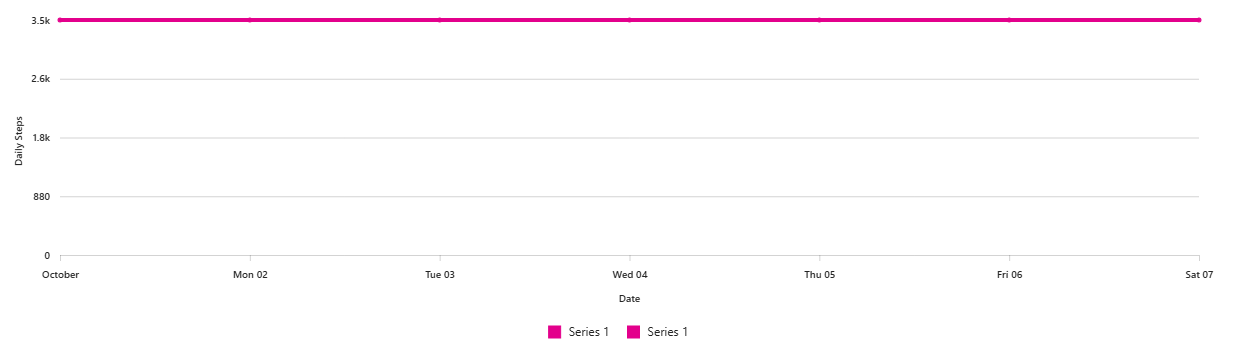 3.5k
2.6k
1.8k
880
0
Daily Steps
October Mon 02 Tue 03 Wed 04 Thu 05 Fri 06 Sat 07
Date
Series 1 Series 1